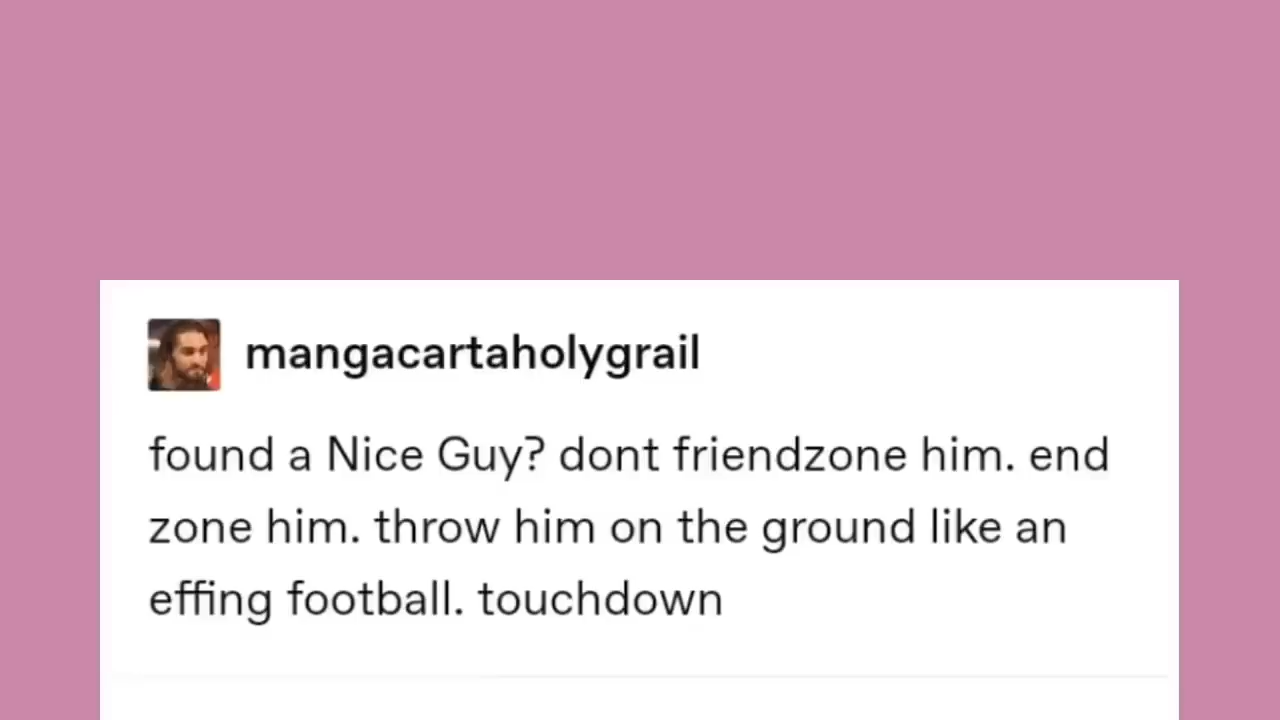 mangacartaholygrail
found a Nice Guy? dont friendzone him. end
zone him. throw him on the ground like an
effing football. touchdown